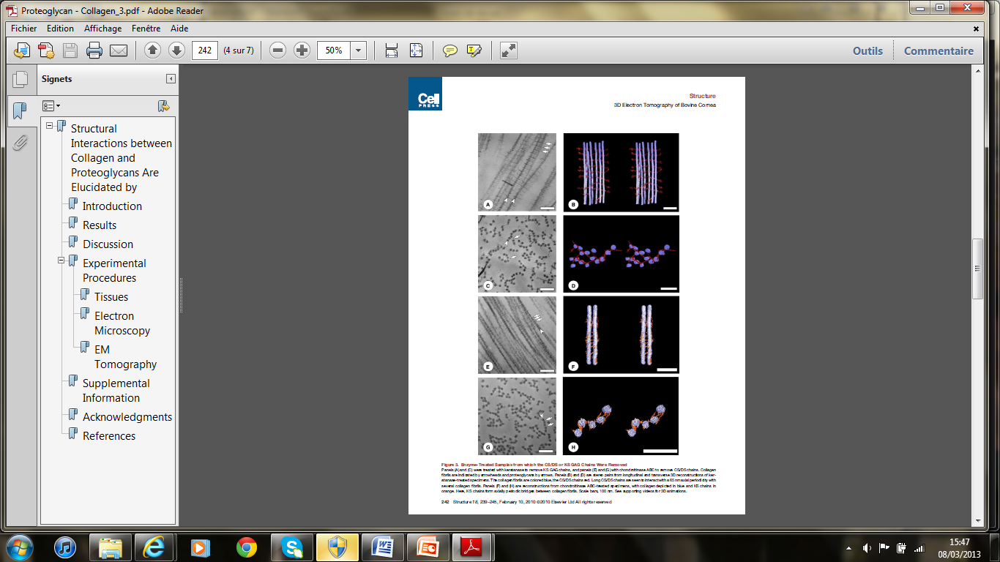 Proteoglycan - Collagen_3.pdf - Adobe Reader
Fichier Edition Affichage Fenêtre Aide
242 (4 sur 7) 50% Outils Commentaire
Signets
Structural
Interactions between
Collagen and
Proteoglycans Are
Elucidated by
Introduction
Results
Discussion
Experimental
Procedures
Tissues
Electron
Microscopy
EM
Tomography
Supplemental
Information
Acknowledgments
References
Cell
PRESS
Structure
3D Electron Tomography of Bovine Cornea
A
B
C
D
E
F
G
H
Figure 3. Enzyme-Treated Samples from which the CS/DS or KS GAG Chains Were Removed
Panels (A) and (C) were treated with keratanase to remove KS GAG chains, and panels (E) and (G) with chondroitinase ABC to remove CS/DS chains. Collagen
fibrils are indicated by arrowheads and proteoglycans by arrows. Panels (B) and (D) are stereo pairs from longitudinal and transverse 3D reconstructions of ker-
atanase-treated specimens. The collagen fibrils are colored blue, the CS/DS chains red. Long CS/DS chains are seen to interact with a 65 nm axial periodicity with
several collagen fibrils. Panels (F) and (H) are reconstructions from chondroitinase ABC-treated specimens, with collagen depicted in blue and KS chains in
orange. Here, KS chains form axially periodic bridges between collagen fibrils. Scale bars, 100 nm. See supporting videos for 3D animations.
242 Structure 18, 239–245, February 10, 2010 ©2010 Elsevier Ltd All rights reserved
15:47
08/03/2013